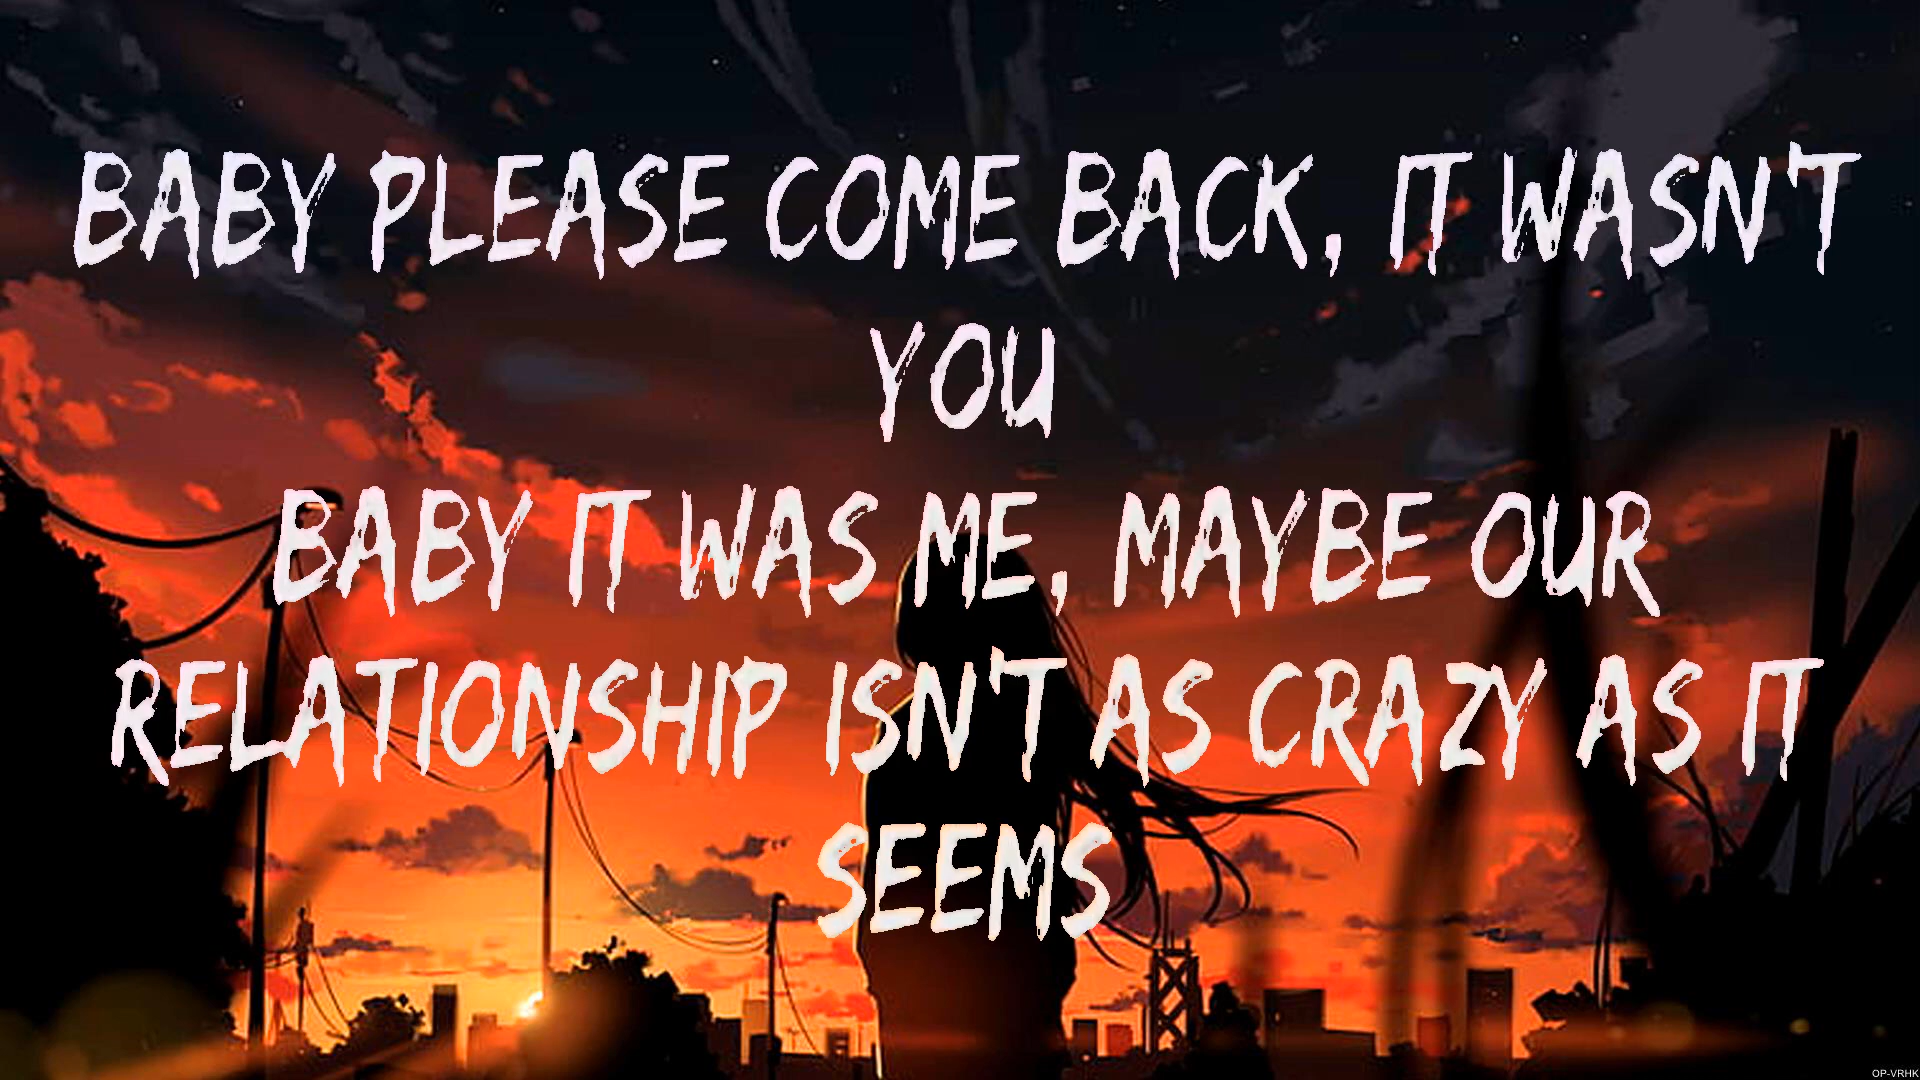 BABY PLEASE COME BACK, IT WASN'T
YOU
BABY IT WAS ME, MAYBE OUR
RELATIONSHIP ISN'T AS CRAZY AS IT
SEEMS
OP-VRHK